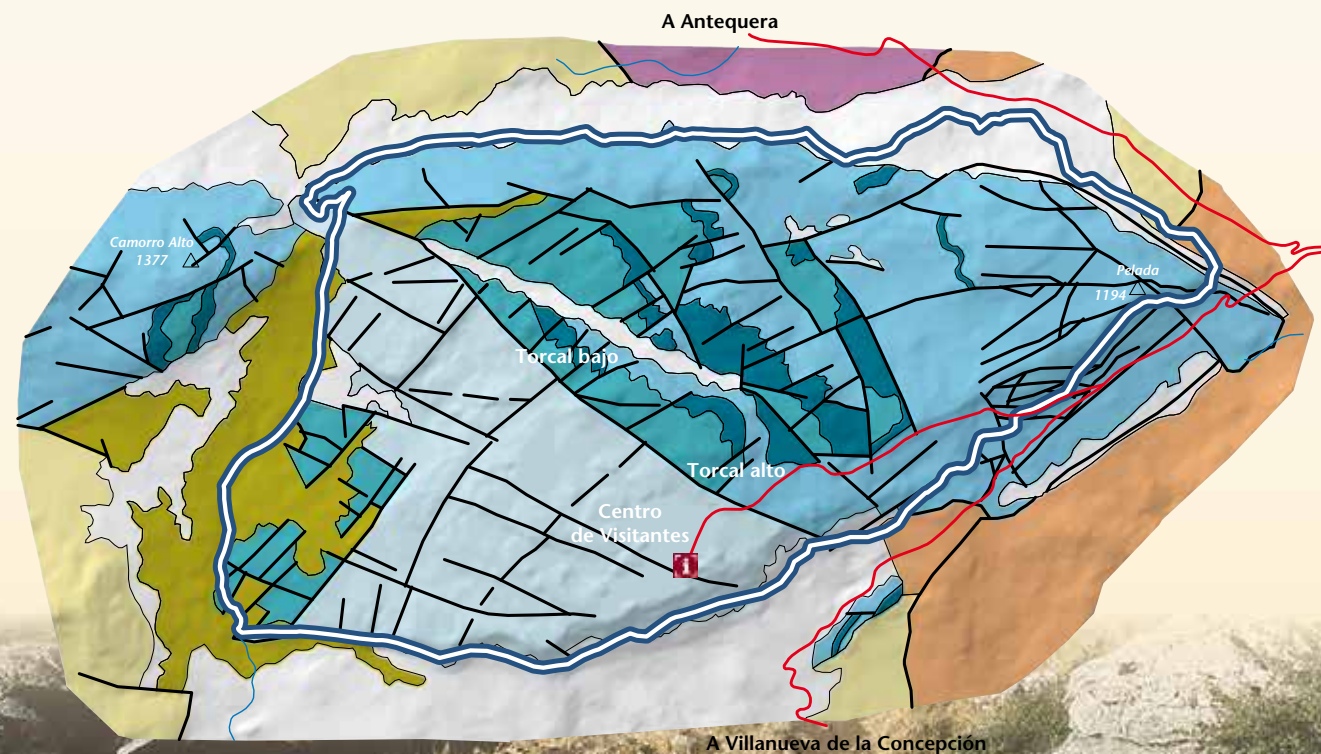 A Antequera
Camorro Alto
1377
Pelada
1194
Torcal bajo
Torcal alto
Centro
de Visitantes
i
A Villanueva de la Concepción